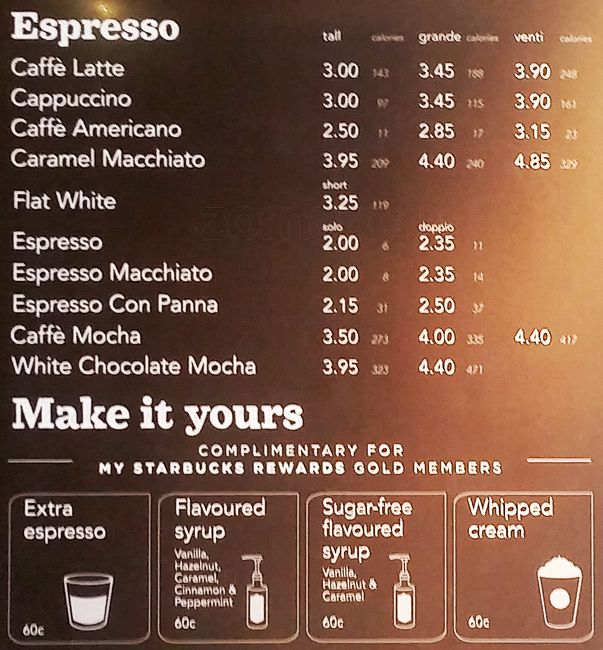 Espresso tall calories grande calories venti calories
Caffè Latte 3.00 143 3.45 188 3.90 248
Cappuccino 3.00 97 3.45 115 3.90 161
Caffè Americano 2.50 11 2.85 17 3.15 23
Caramel Macchiato 3.95 209 4.40 240 4.85 329
short
Flat White 3.25 119
solo doppio
Espresso 2.00 6 2.35 11
Espresso Macchiato 2.00 8 2.35 14
Espresso Con Panna 2.15 31 2.50 37
Caffè Mocha 3.50 273 4.00 335 4.40 417
White Chocolate Mocha 3.95 323 4.40 421
Make it yours
COMPLIMENTARY FOR
MY STARBUCKS REWARDS GOLD MEMBERS
Extra
espresso
60c
Flavoured
syrup
Vanilla,
Hazelnut,
Caramel,
Cinnamon &
Peppermint
60c
Sugar-free
flavoured
syrup
Vanilla,
Hazelnut &
Caramel
60c
Whipped
cream
60c